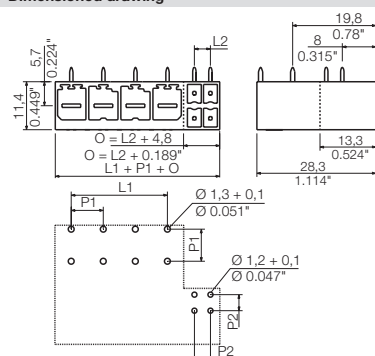 Dimensioned drawing
19,8
0.78"
8
0.315"
L2
5,7
0.224"
11,4
0.449"
O = L2 + 4,8
O = L2 + 0.189"
L1 + P1 + O
13,3
0.524"
28,3
1.114"
L1
P1
Ø 1,3 + 0,1
Ø 0.051"
P1
Ø 1,2 + 0,1
Ø 0.047"
P2
P2